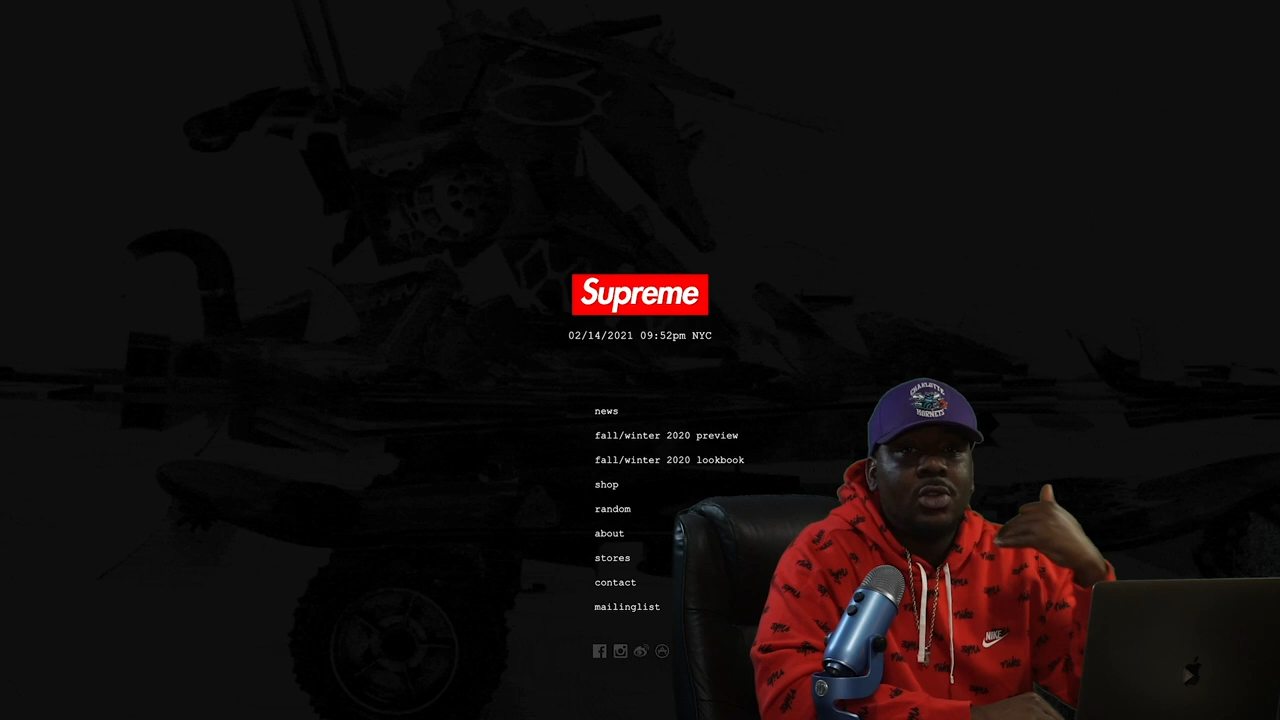 Supreme
02/14/2021 09:52pm NYC
news
fall/winter 2020 preview
fall/winter 2020 lookbook
shop
random
about
stores
contact
mailinglist
CHARLOTTE
HORNETS
NIKE